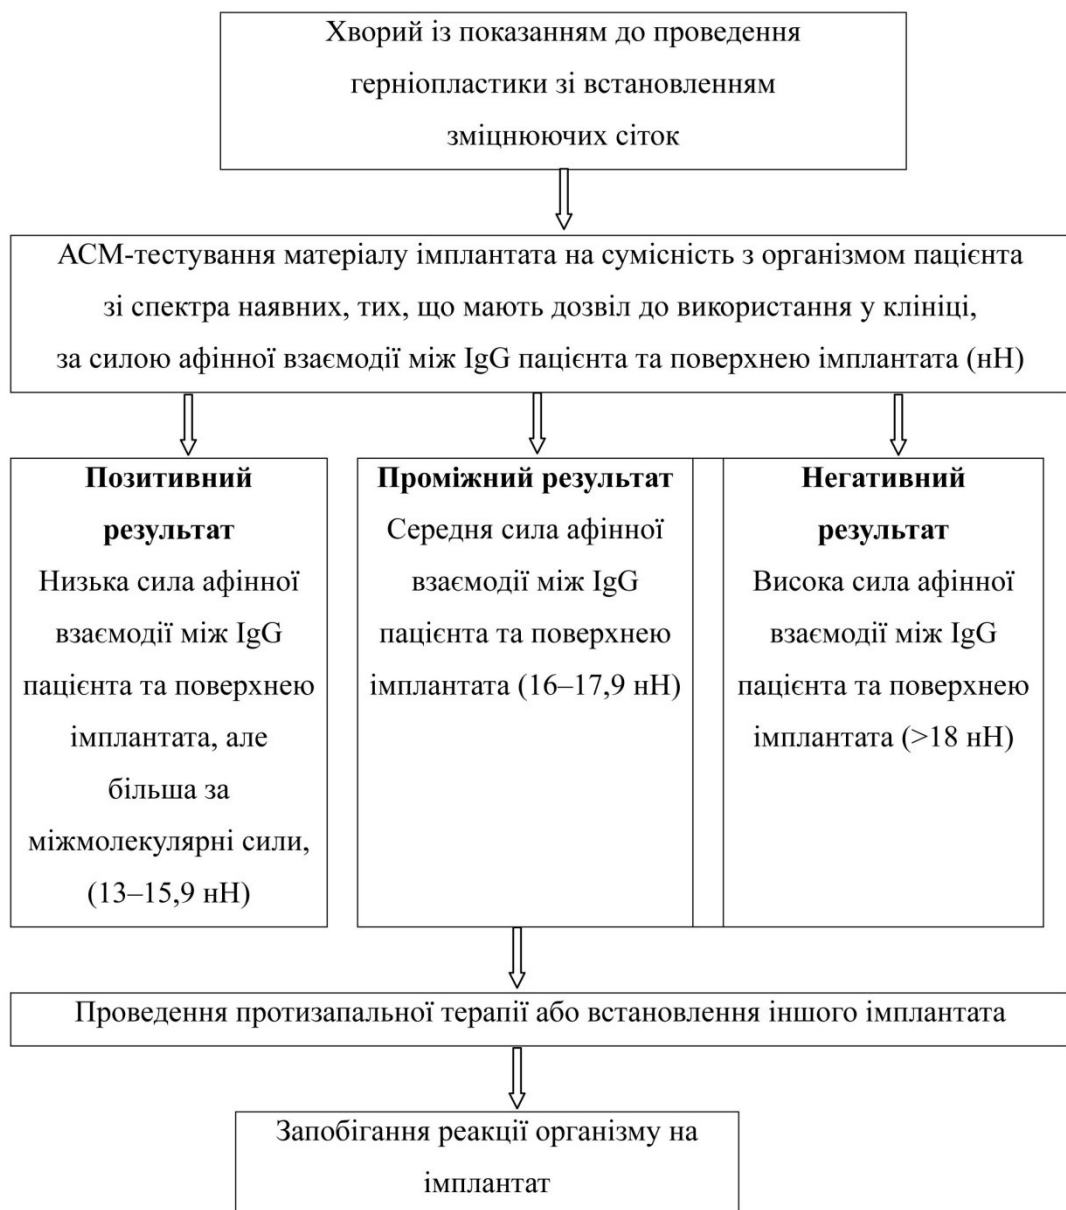 Хворий із показанням до проведення
герніопластики зі встановленням
зміцнюючих сіток
АСМ-тестування матеріалу імплантата на сумісність з організмом пацієнта
зі спектра наявних, тих, що мають дозвіл до використання у клініці,
за силою афінної взаємодії між IgG пацієнта та поверхнею імплантата (нН)
Позитивний
результат
Низька сила афінної
взаємодії між IgG
пацієнта та поверхнею
імплантата, але
більша за
міжмолекулярні сили,
(13–15,9 нН)
Проміжний результат
Середня сила афінної
взаємодії між IgG
пацієнта та поверхнею
імплантата (16–17,9 нН)
Негативний
результат
Висока сила афінної
взаємодії між IgG
пацієнта та поверхнею
імплантата (>18 нН)
Проведення протизапальної терапії або встановлення іншого імплантата
Запобігання реакції організму на
імплантат